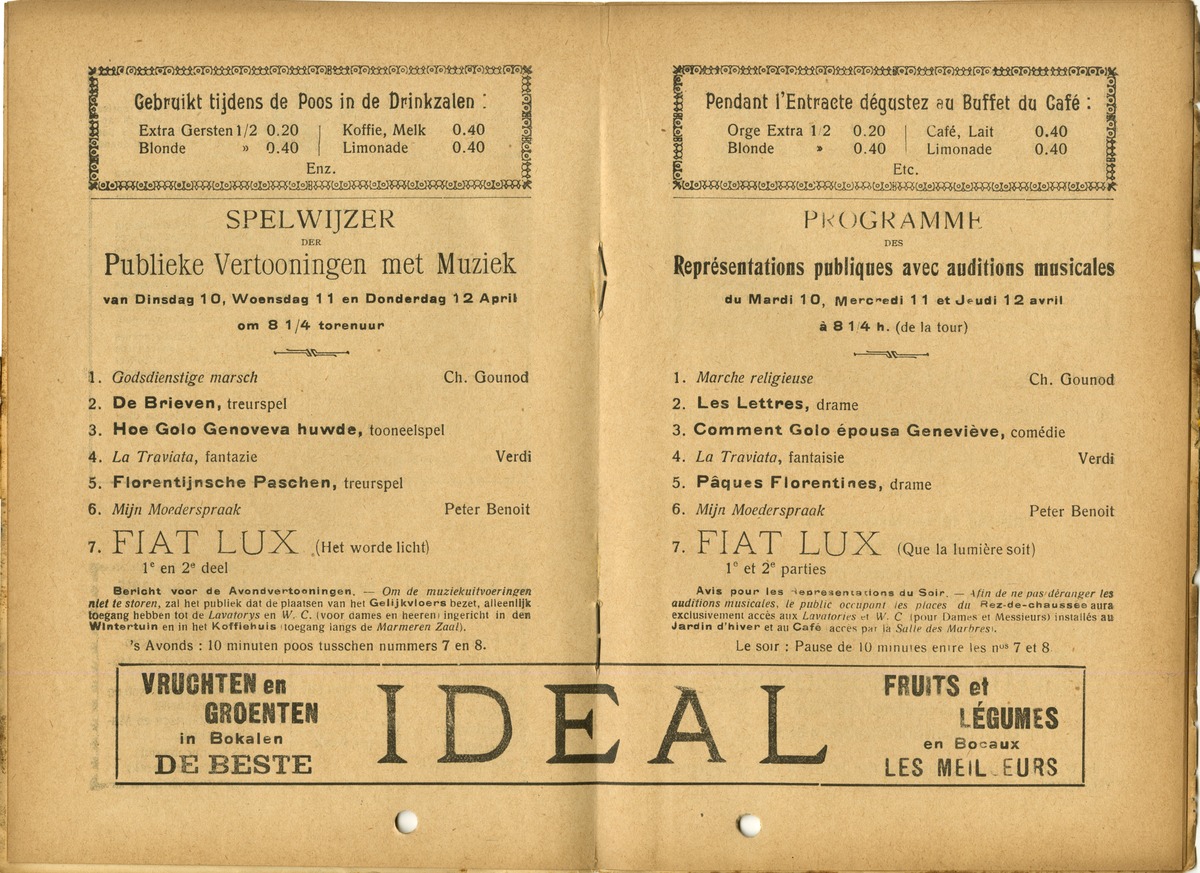 Gebruikt tijdens de Poos in de Drinkzalen :
Extra Gersten 1/2 0.20 | Koffie, Melk 0.40
Blonde » 0.40 | Limonade 0.40
Enz.
SPELWIJZER
DER
Publieke Vertooningen met Muziek
van Dinsdag 10, Woensdag 11 en Donderdag 12 April
om 8 1/4 torenuur
1. Godsdienstige marsch Ch. Gounod
2. De Brieven, treurspel
3. Hoe Golo Genoveva huwde, tooneelspel
4. La Traviata, fantazie Verdi
5. Florentijnsche Paschen, treurspel
6. Mijn Moederspraak Peter Benoit
7. FIAT LUX (Het worde licht)
1e en 2e deel
Bericht voor de Avondvertooningen. — Om de muziekuitvoeringen
niet te storen, zal het publiek dat de plaatsen van het Gelijkvloers bezet, alleenlijk
toegang hebben tot de Lavatorys en W. C. (voor dames en heeren) ingericht in den
Wintertuin en in het Koffiehuis (toegang langs de Marmeren Zaal).
's Avonds : 10 minuten poos tusschen nummers 7 en 8.
Pendant l'Entracte dégustez au Buffet du Café :
Orge Extra 1 2 0.20 | Café, Lait 0.40
Blonde » 0.40 | Limonade 0.40
Etc.
PROGRAMME
DES
Représentations publiques avec auditions musicales
du Mardi 10, Mercredi 11 et Jeudi 12 avril
à 8 1/4 h. (de la tour)
1. Marche religieuse Ch. Gounod
2. Les Lettres, drame
3. Comment Golo épousa Geneviève, comédie
4. La Traviata, fantaisie Verdi
5. Pâques Florentines, drame
6. Mijn Moederspraak Peter Benoit
7. FIAT LUX (Que la lumière soit)
1e et 2e parties
Avis pour les Représentations du Soir. — Afin de ne pas déranger les
auditions musicales, le public occupant les places du Rez-de-chaussée aura
exclusivement accès aux Lavatories et W. C (pour Dames et Messieurs) installés au
Jardin d'hiver et au Café accès par la Salle des Marbres).
Le soir : Pause de 10 minutes entre les nos 7 et 8
VRUCHTEN en
GROENTEN
in Bokalen
DE BESTE
IDEAL
FRUITS et
LÉGUMES
en Bocaux
LES MEILLEURS